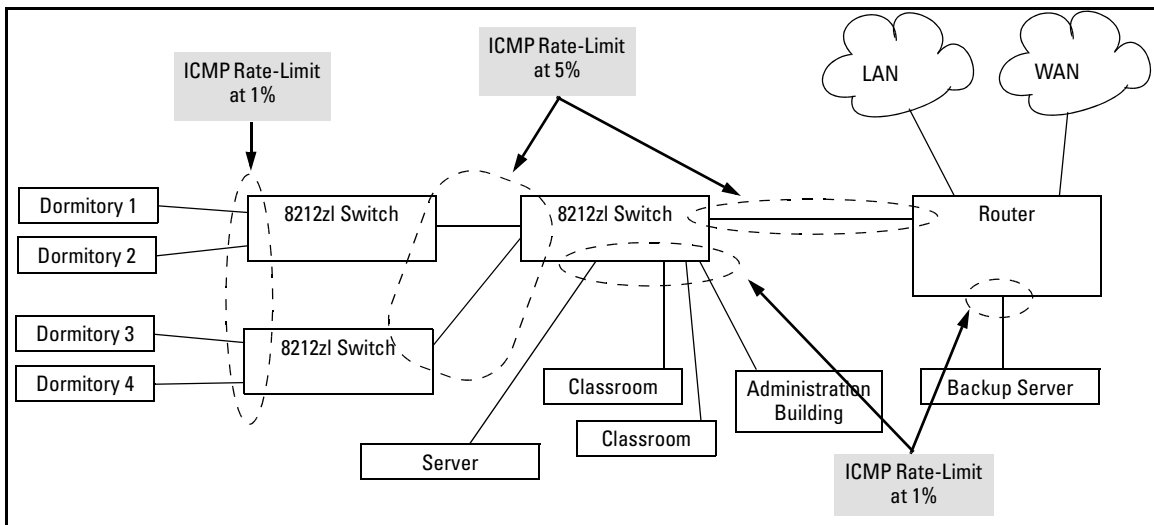 ICMP Rate-Limit
at 1%
ICMP Rate-Limit
at 5%
LAN
WAN
Dormitory 1
Dormitory 2
8212zl Switch
8212zl Switch
Router
Dormitory 3
Dormitory 4
8212zl Switch
Classroom
Administration
Building
Backup Server
Classroom
Server
ICMP Rate-Limit
at 1%